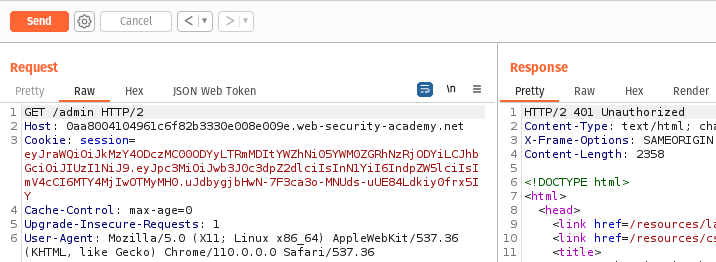 Send
Cancel
< | ▾
> | ▾
Request
Pretty Raw Hex JSON Web Token
\n
1 GET /admin HTTP/2
2 Host: 0aa8004104961c6f82b3330e008e009e.web-security-academy.net
3 Cookie: session=
eyJraWQiOiJkMzY4ODczMC00ODYyLTRmMDItYWZhNi05YWM0ZGRhNzRjODYiLCJhb
GciOiJIUzI1NiJ9.eyJpc3MiOiJwb3J0c3dpZ2dlciIsInN1YiI6IndpZW5lciIsI
mV4cCI6MTY4MjIwOTMyMH0.uJdbygjbHwN-7F3ca3o-MNUds-uUE84Ldkiy0frx5I
Y
4 Cache-Control: max-age=0
5 Upgrade-Insecure-Requests: 1
6 User-Agent: Mozilla/5.0 (X11; Linux x86_64) AppleWebKit/537.36
(KHTML, like Gecko) Chrome/110.0.0.0 Safari/537.36
Response
Pretty Raw Hex Render
1 HTTP/2 401 Unauthorized
2 Content-Type: text/html; cha
3 X-Frame-Options: SAMEORIGIN
4 Content-Length: 2358
5
6 <!DOCTYPE html>
7 <html>
8 <head>
9 <link href=/resources/la
10 <link href=/resources/cs
11 <title>